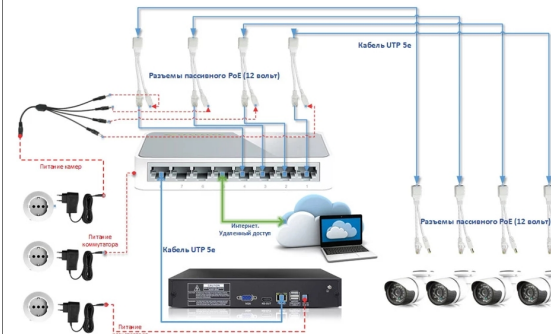 Кабель UTP 5e
Разъемы пассивного PoE (12 вольт)
Питание камер
Интернет.
Удаленный доступ
Разъемы пассивного PoE (12 вольт)
Питание
коммутатора
Кабель UTP 5e
Питание